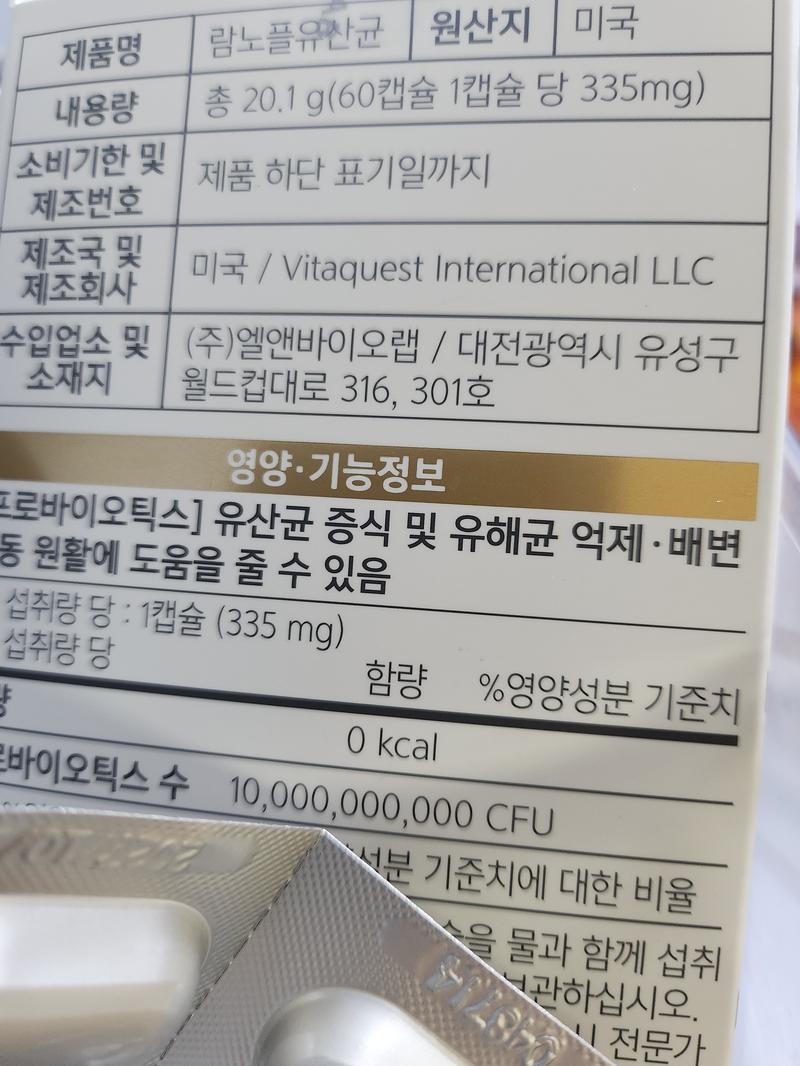 제품명 람노플유산균 원산지 미국
내용량 총 20.1 g(60캡슐 1캡슐 당 335mg)
소비기한 및
제조번호 제품 하단 표기일까지
제조국 및
제조회사 미국 / Vitaquest International LLC
수입업소 및
소재지 (주)엘앤바이오랩 / 대전광역시 유성구
월드컵대로 316, 301호
영양·기능정보
프로바이오틱스] 유산균 증식 및 유해균 억제·배변
동 원활에 도움을 줄 수 있음
섭취량 당 : 1캡슐 (335 mg)
섭취량 당 함량 %영양성분 기준치
량 0 kcal
로바이오틱스 수 10,000,000,000 CFU
성분 기준치에 대한 비율
을 물과 함께 섭취
보관하십시오.
시 전문가